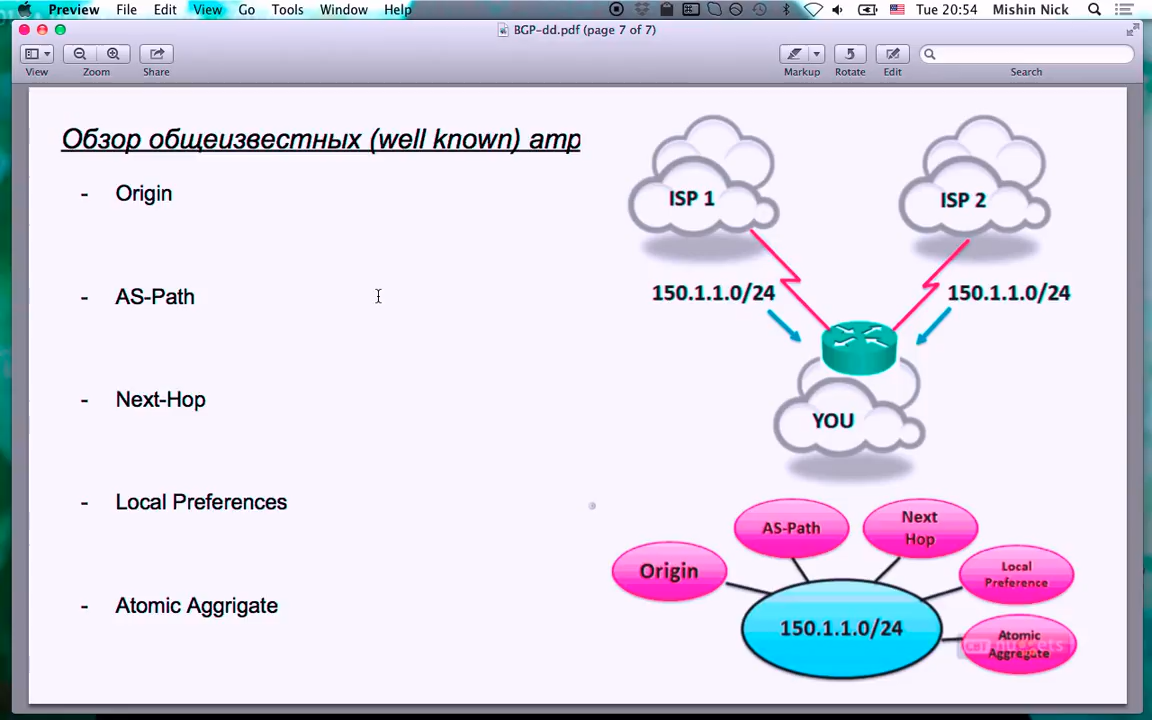 Preview File Edit View Go Tools Window Help Tue 20:54 Mishin Nick
BGP-dd.pdf (page 7 of 7)
View Zoom Share Markup Rotate Edit Search
Обзор общеизвестных (well known) атр
- Origin
- AS-Path
- Next-Hop
- Local Preferences
- Atomic Aggrigate
ISP 1
ISP 2
150.1.1.0/24
150.1.1.0/24
YOU
AS-Path
Next
Hop
Origin
Local
Preference
150.1.1.0/24
Atomic
Aggregate